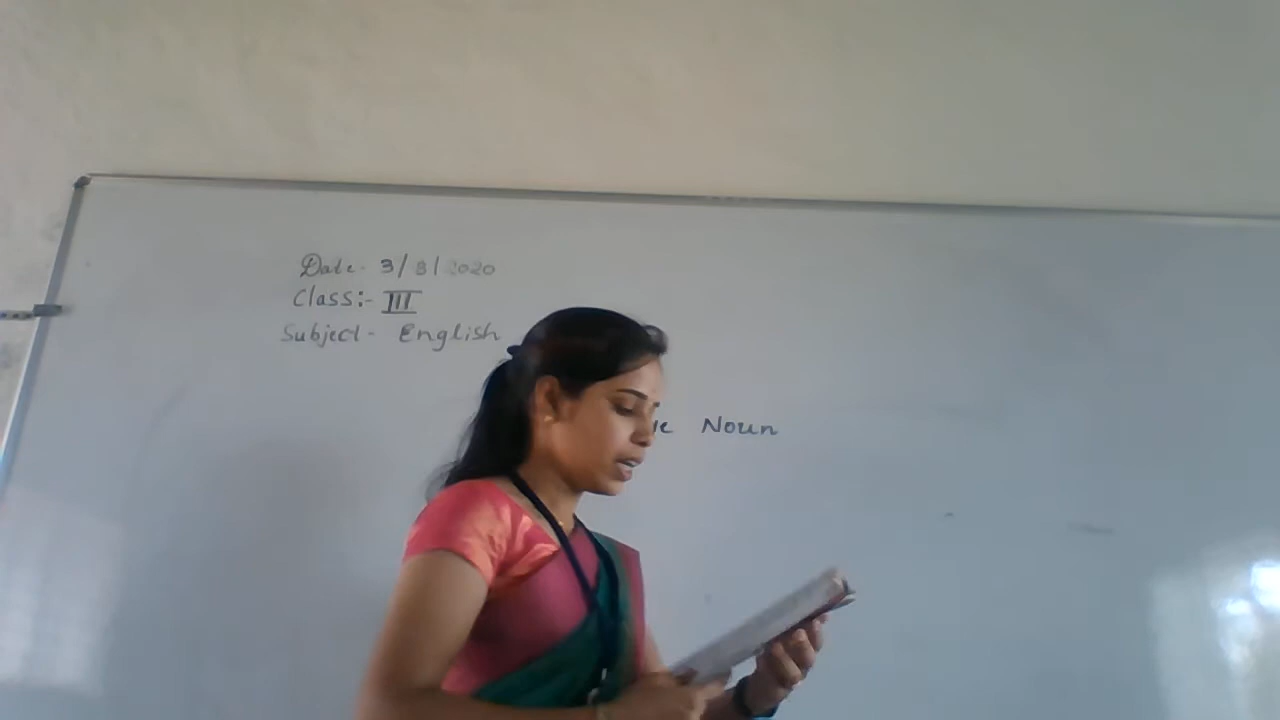 Date- 3/8/2020
Class:- III
Subject- English
Noun